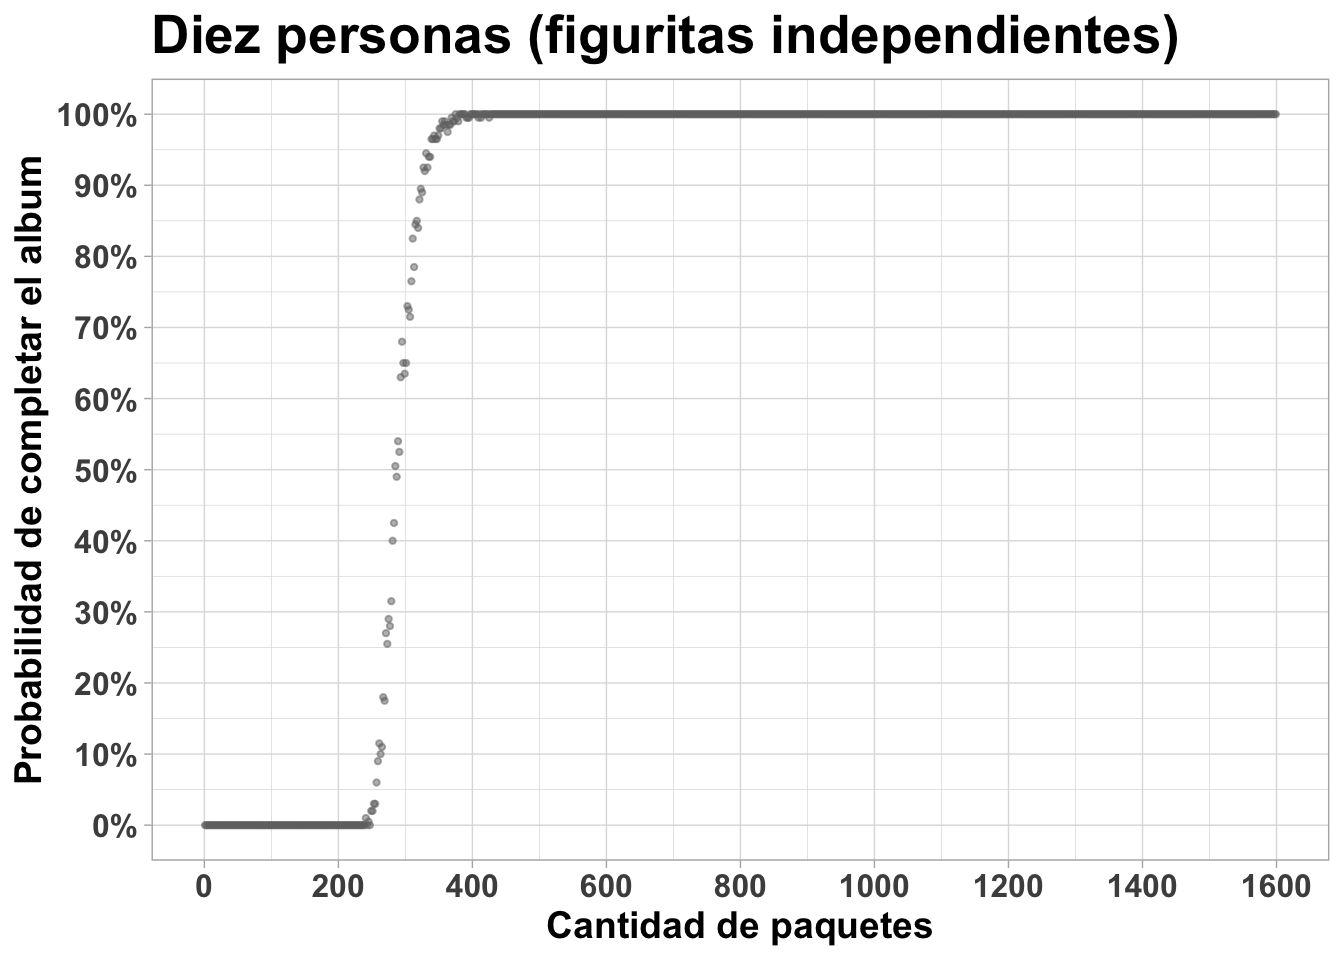 Diez personas (figuritas independientes)
Probabilidad de completar el album
100%
90%
80%
70%
60%
50%
40%
30%
20%
10%
0%
0 200 400 600 800 1000 1200 1400 1600
Cantidad de paquetes